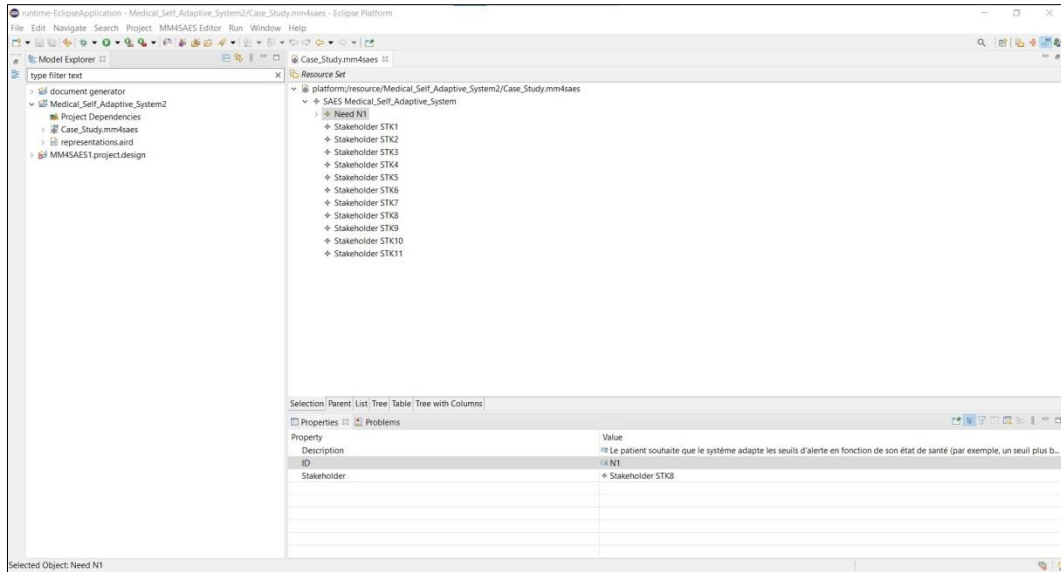 runtime-EclipseApplication - Medical_Self_Adaptive_System2/Case_Study.mm4saes - Eclipse Platform
File Edit Navigate Search Project MM4SAES Editor Run Window Help
Model Explorer
Case_Study.mm4saes
type filter text
Resource Set
document generator
Medical_Self_Adaptive_System2
Project Dependencies
Case_Study.mm4saes
representations.aird
MM4SAES1.project.design
platform:/resource/Medical_Self_Adaptive_System2/Case_Study.mm4saes
SAES Medical_Self_Adaptive_System
Need N1
Stakeholder STK1
Stakeholder STK2
Stakeholder STK3
Stakeholder STK4
Stakeholder STK5
Stakeholder STK6
Stakeholder STK7
Stakeholder STK8
Stakeholder STK9
Stakeholder STK10
Stakeholder STK11
Selection Parent List Tree Table Tree with Columns
Properties Problems
Property Value
Description Le patient souhaite que le système adapte les seuils d'alerte en fonction de son état de santé (par exemple, un seuil plus b...
ID N1
Stakeholder Stakeholder STK8
Selected Object: Need N1